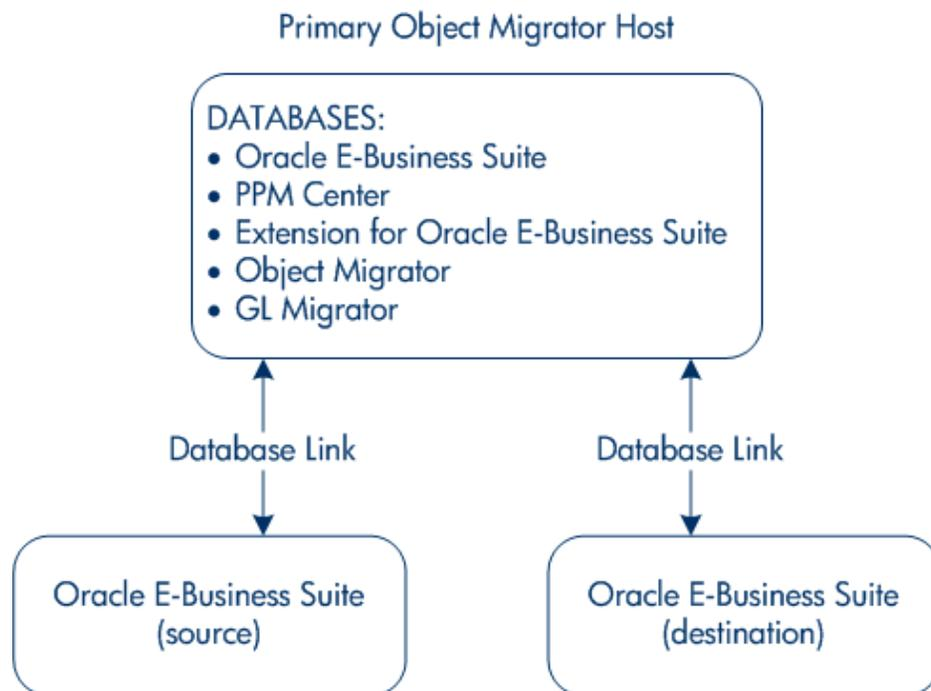 Primary Object Migrator Host
DATABASES:
• Oracle E-Business Suite
• PPM Center
• Extension for Oracle E-Business Suite
• Object Migrator
• GL Migrator
Database Link
Database Link
Oracle E-Business Suite
(source)
Oracle E-Business Suite
(destination)